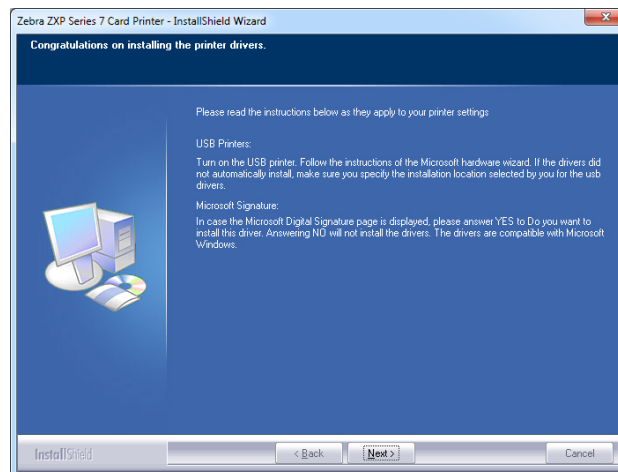 Zebra ZXP Series 7 Card Printer - InstallShield Wizard
Congratulations on installing the printer drivers.
Please read the instructions below as they apply to your printer settings
USB Printers:
Turn on the USB printer. Follow the instructions of the Microsoft hardware wizard. If the drivers did
not automatically install, make sure you specify the installation location selected by you for the usb
drivers.
Microsoft Signature:
In case the Microsoft Digital Signature page is displayed, please answer YES to Do you want to
install this driver. Answering NO will not install the drivers. The drivers are compatible with Microsoft
Windows.
InstallShield
< Back
Next >
Cancel